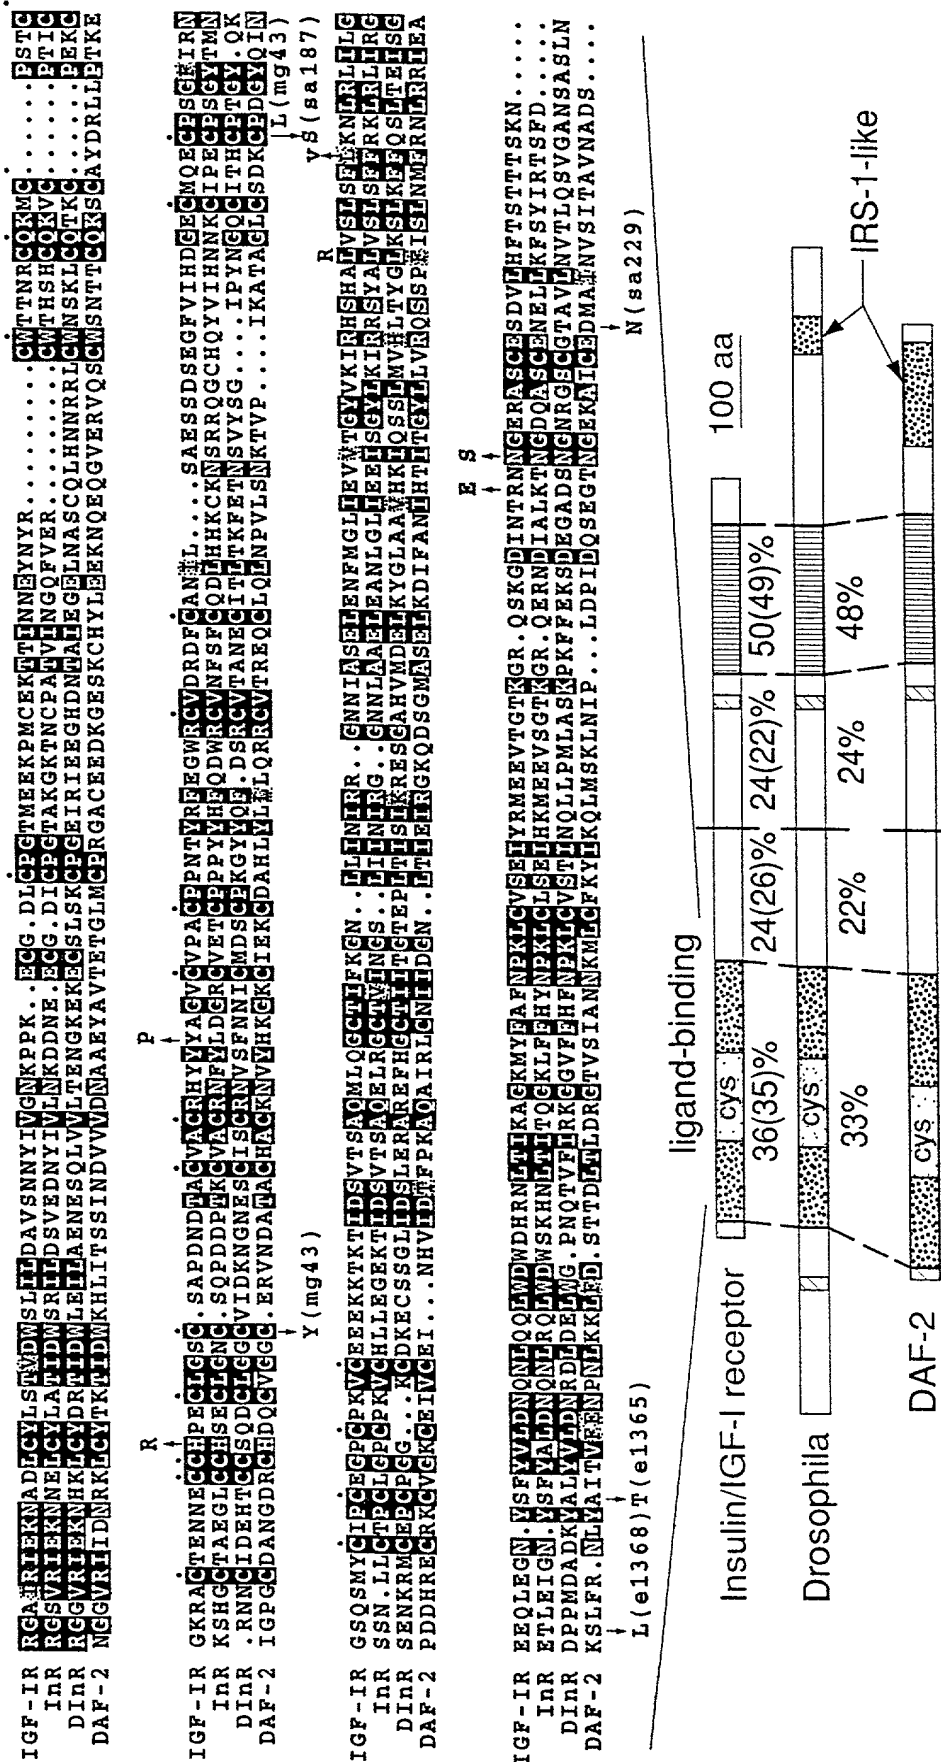 R P
IGF-IR RGAIRIEKNADLCYLSTVDWSLILDAVSNNYIVGNKPPK..ECG.DLCPGTMEEKPMCEKTTINNEYNYR.......CWTTNRCQKMC......PSTC
InR RGSVRIEKNNELCYLATIDWSRILDSVEDNYIVLNKDDNE.ECG.DICPGTAKGKTNCPATVINGQFVER.......CWTHSHCQKVC......PTIC
DInR RGGVRIEKNHKLCYDRTIDWLEILAENESQLVVLTENGKEKECSLSKCPGEIRIEEGHDNTAIEGELNASCQLHNNRRLCWNSKLCQTKC......PEKC
DAF-2 NGGVRIIDNRKLCYTKTIDWKHLITSSINDVVVDNAAEYAVTETGLMCPRGACEEDKGESKCHYLEEKNQEQGVERVQSCWSNTTCQKSCAYDRLLPTKE
IGF-IR GKRACTENNECCHPECLGSC.SAPDNDTACVACRHYYYAGVCVPACPPNTYRFEGWRCVDRDFCANIL....SAESSDSEGFVIHDGECMQECPSGFIRN
InR KSHGCTAEGLCCHSECLGNC.SQPDDPTKCVACRNFYLDGRCVETCPPPYYHFQDWRCVNFSFCQDLHHKCKNSRRQGCHQYVIHNNKCIPECPSGYTMN
DInR .RNNCIDEHTCCSQDCLGGCVIDKNGNESCISCRNVSFNNICMDSCPKGYYQF.DSRCVTANECITLTKFETNSVYSG....IPYNGQCITHCPTGY.QK
DAF-2 IGPGCDANGDRCHDQCVGGC.ERVNDATACHACKNVYHKGKCIEKCDAHLYLLLQRRCVTREQCLQLNPVLSNKTVP....IKATAGLCSDKCPDGYQIN
Y(mg43) S(sa187) L(mg43)
R V
IGF-IR GSQSMYCIPCEGPCPKVCEEEKKTKTIDSVTSAQMLQGCTIFKGN..LLINIRR..GNNIASELENFMGLIEVVTGYVKIRHSHALVSLSFLKNLRLILG
InR SSN.LLCTPCLGPCPKVCHLLEGEKTIDSVTSAQELRGCTVINGS..LIINIRG..GNNLAAELEANLGLIEEISGYLKIRRSYALVSLSFFRKLRLIRG
DInR SENKRMCEPCPGG...KCDKECSSGLIDSLERAREFHGCTIITGTEPLTISIKRESGAHVMDELKYGLAAVHKIQSSLMVHLTYGLKSLKFFQSLTEISG
DAF-2 PDDHRECRKCVGKCEIVCEI...NHVIDTFPKAQAIRLCNIIDGN..LTIEIRGKQDSGMASELKDIFANIHTITGYLLVRQSSPFISLNMFRNLRRIEA
E S
IGF-IR EEQLEGN.YSFYVLDNQNLQQLWDWDHRNLTIKAGKMYFAFNPKLCVSEIYRMEEVTGTKGR.QSKGDINTRNNGERASCESDVLHFTSTTTSKN....
InR ETLEIGN.YSFYALDNQNLRQLWDWSKHNLTITQGKLFFHYNPKLCLSEIHKMEEVSGTKGR.QERNDIALKTNGDQASCENELLKFSYIRTSFD....
DInR DPPMDADKYALYVLDNRDLDELWG.PNQTVFIRKGGVFFHFNPKLCVSTINQLLPMLASKPKFFEKSDEGADSNGNRGSCGTAVLNVTLQSVGANSASLN
DAF-2 KSLFR.NLYAITVFENPNLKKLFD.STTDLTLDRGTVSIANNKMLCFKYIKQLMSKLNIP...LDPIDQSEGTNGEKAICEDMAINVSITAVNADS....
L(e1368) T(e1365) N(sa229)
ligand-binding
100 aa
Insulin/IGF-I receptor
cys
36(35)% 24(26)% 24(22)% 50(49)%
Drosophila
cys
33% 22% 24% 48%
IRS-1-like
DAF-2
cys